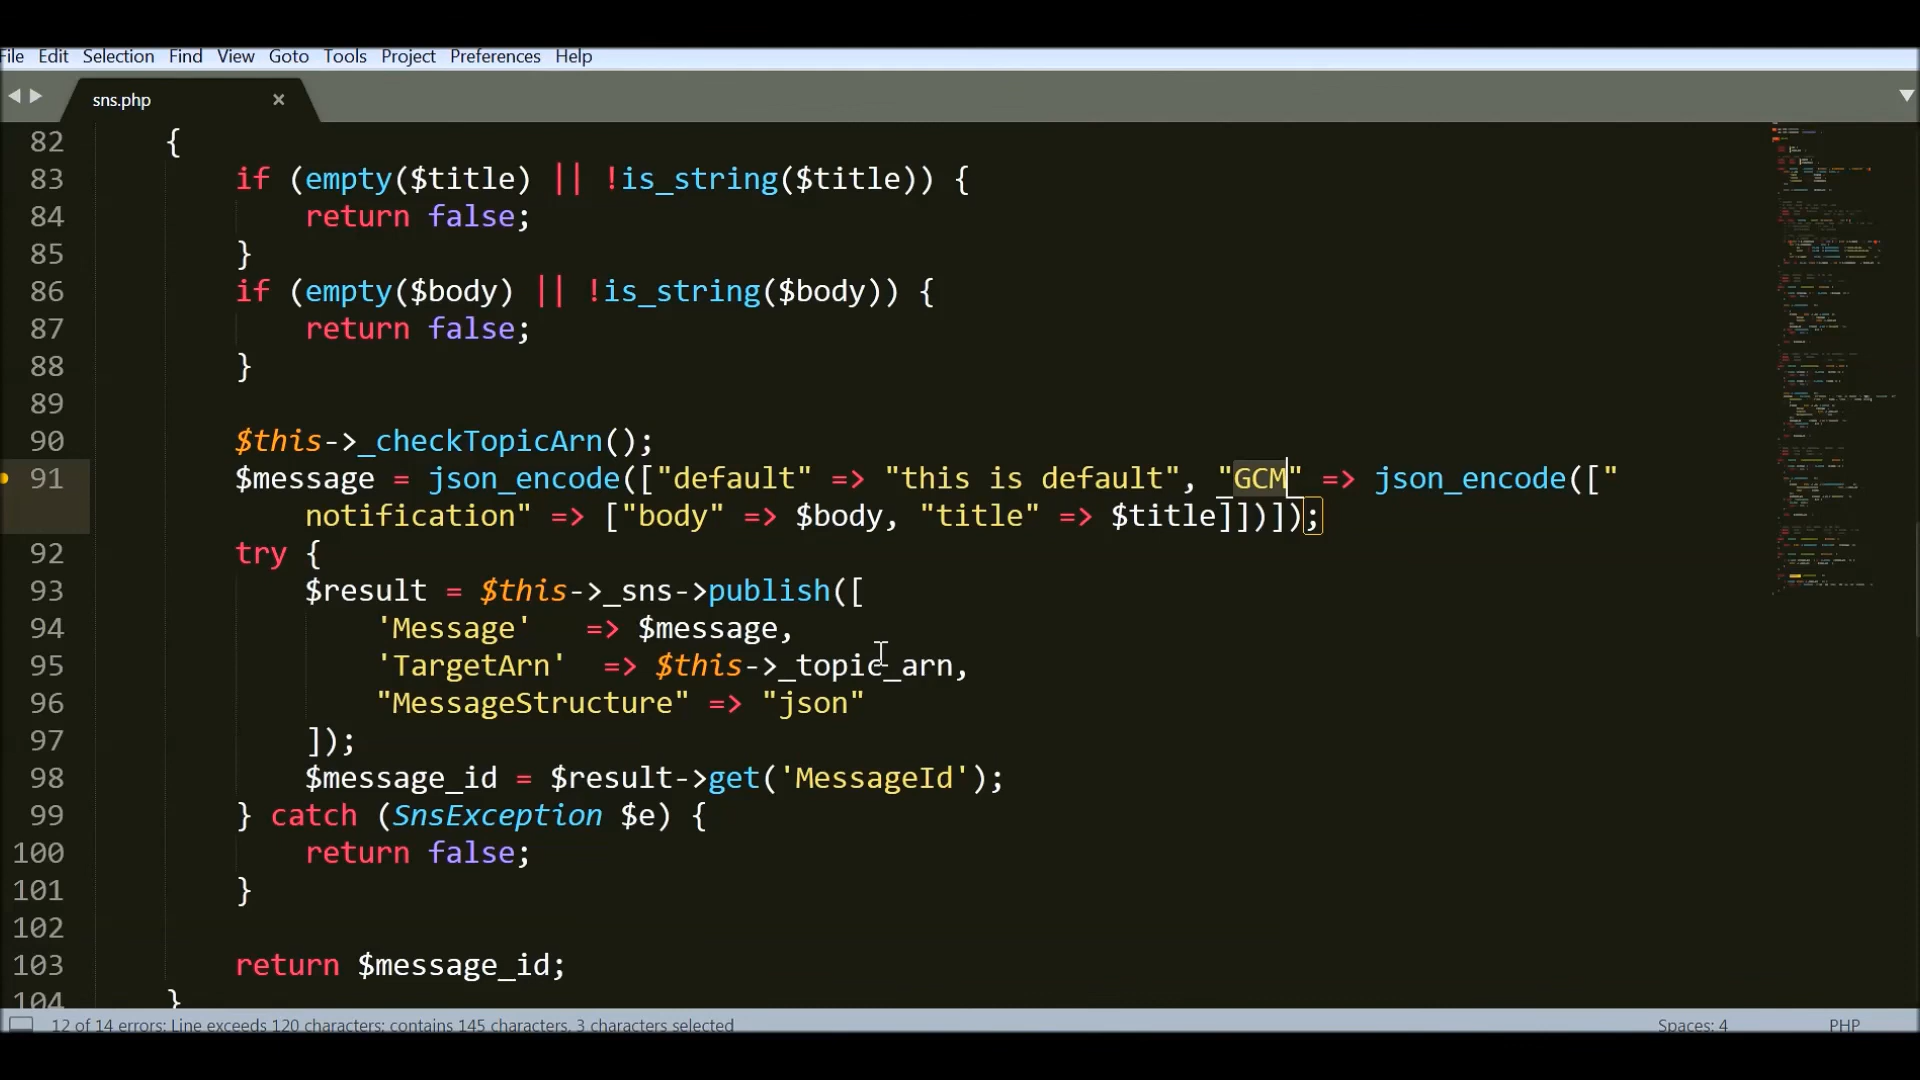 File Edit Selection Find View Goto Tools Project Preferences Help
sns.php ×
82 {
83 if (empty($title) || !is_string($title)) {
84 return false;
85 }
86 if (empty($body) || !is_string($body)) {
87 return false;
88 }
89
90 $this->_checkTopicArn();
91 $message = json_encode(["default" => "this is default", "GCM" => json_encode(["
notification" => ["body" => $body, "title" => $title]])]);
92 try {
93 $result = $this->_sns->publish([
94 'Message' => $message,
95 'TargetArn' => $this->_topic_arn,
96 "MessageStructure" => "json"
97 ]);
98 $message_id = $result->get('MessageId');
99 } catch (SnsException $e) {
100 return false;
101 }
102
103 return $message_id;
104 }
12 of 14 errors: Line exceeds 120 characters; contains 145 characters, 3 characters selected Spaces: 4 PHP